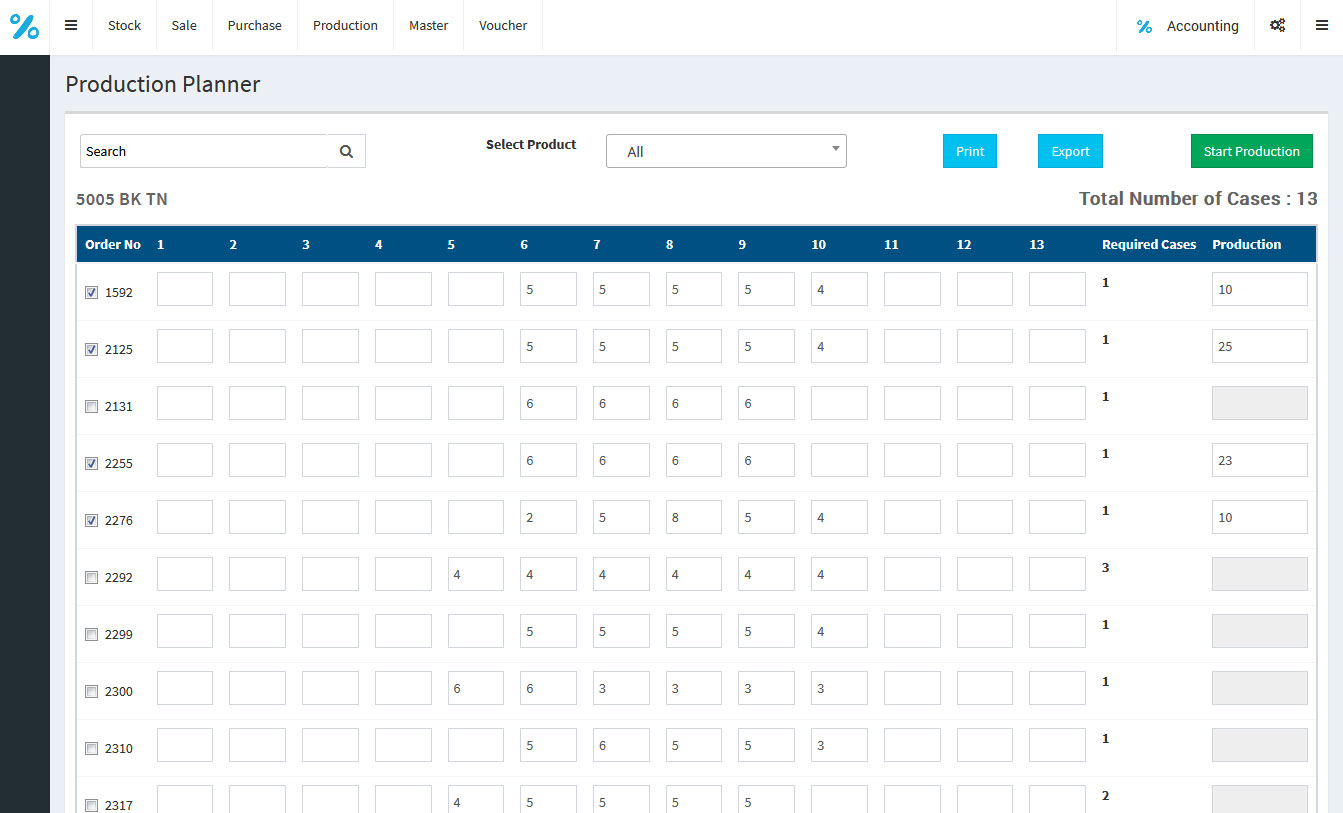 Stock Sale Purchase Production Master Voucher Accounting
Production Planner
Search Select Product All Print Export Start Production
5005 BK TN Total Number of Cases : 13
Order No 1 2 3 4 5 6 7 8 9 10 11 12 13 Required Cases Production
1592 5 5 5 5 4 1 10
2125 5 5 5 5 4 1 25
2131 6 6 6 6 1
2255 6 6 6 6 1 23
2276 2 5 8 5 4 1 10
2292 4 4 4 4 4 4 3
2299 5 5 5 5 4 1
2300 6 6 3 3 3 3 1
2310 5 6 5 5 3 1
2317 4 5 5 5 5 2